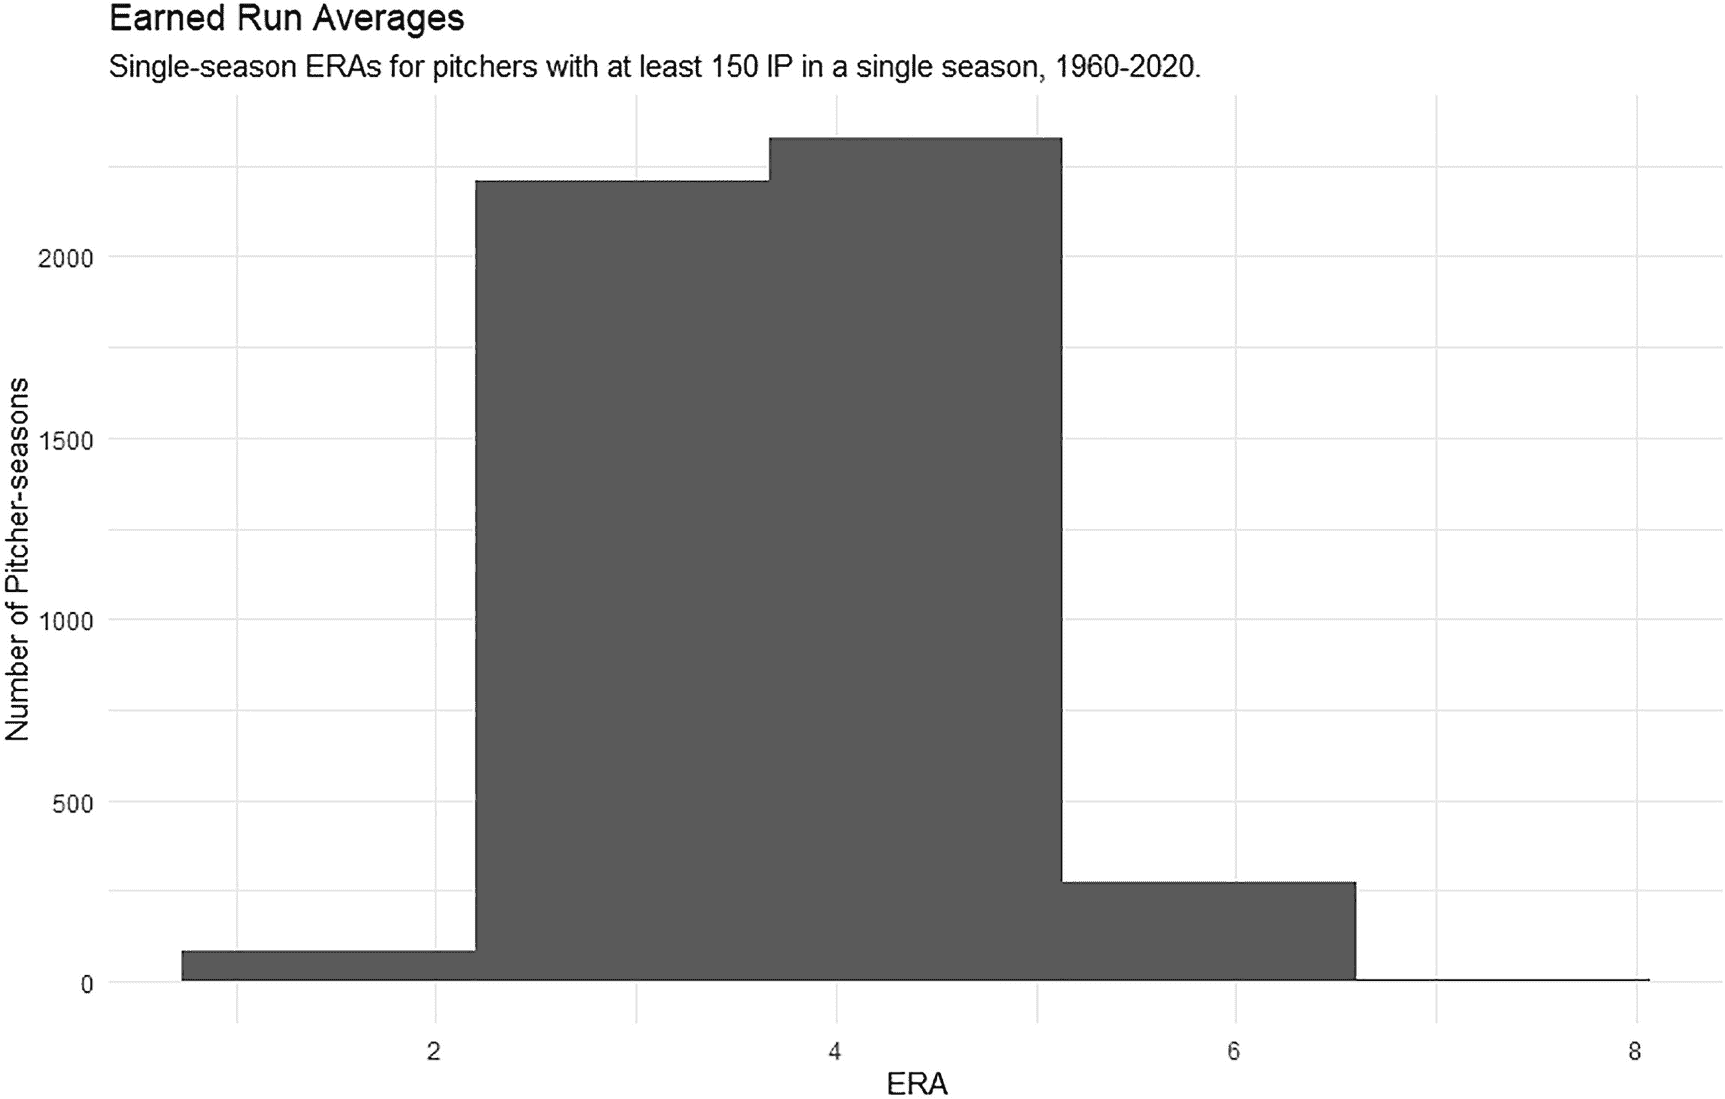 Earned Run Averages
Single-season ERAs for pitchers with at least 150 IP in a single season, 1960-2020.
Number of Pitcher-seasons
2000
1500
1000
500
0
2 4 6 8
ERA